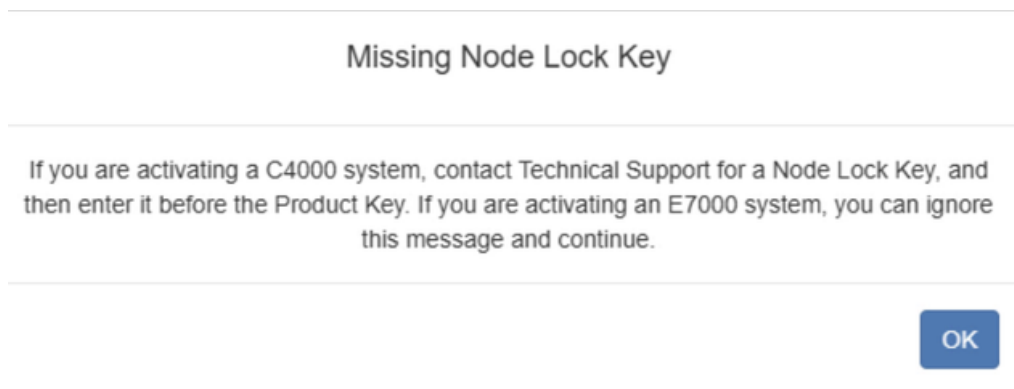 Missing Node Lock Key
If you are activating a C4000 system, contact Technical Support for a Node Lock Key, and
then enter it before the Product Key. If you are activating an E7000 system, you can ignore
this message and continue.
OK